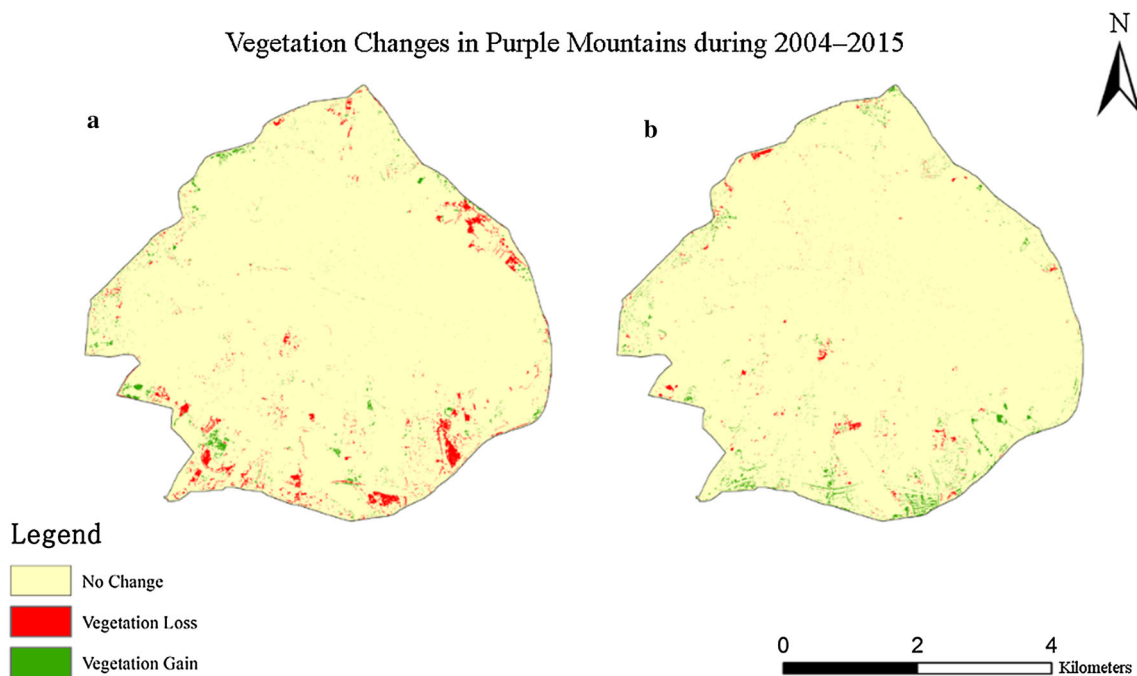 Vegetation Changes in Purple Mountains during 2004–2015
N
a
b
Legend
No Change
Vegetation Loss
Vegetation Gain
0 2 4
Kilometers